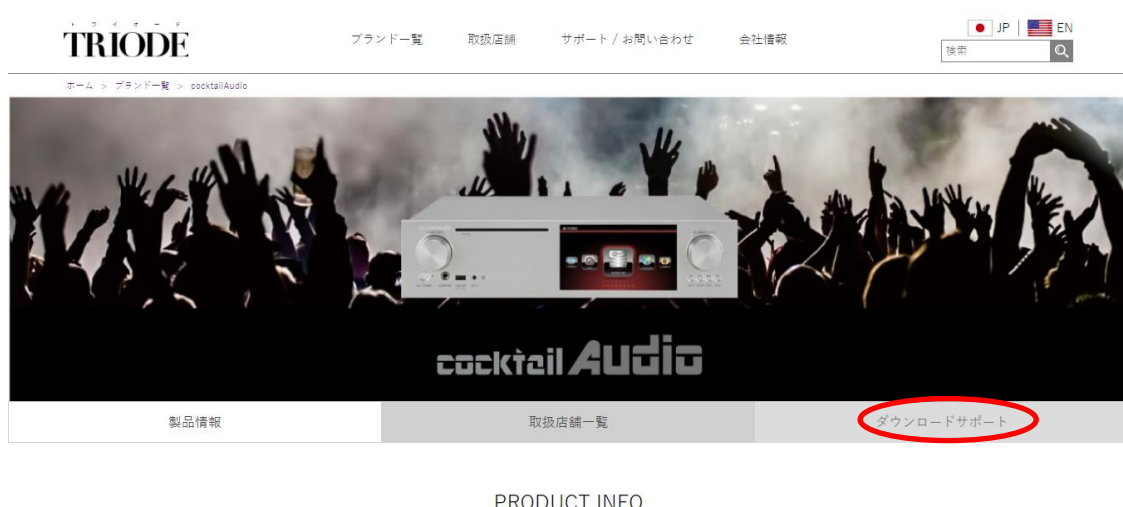 トライオード
TRIODE
ブランド一覧
取扱店舗
サポート / お問い合わせ
会社情報
JP | EN
検索
ホーム > ブランド一覧 > cocktailAudio
cocktail Audio
製品情報
取扱店舗一覧
ダウンロードサポート
PRODUCT INFO